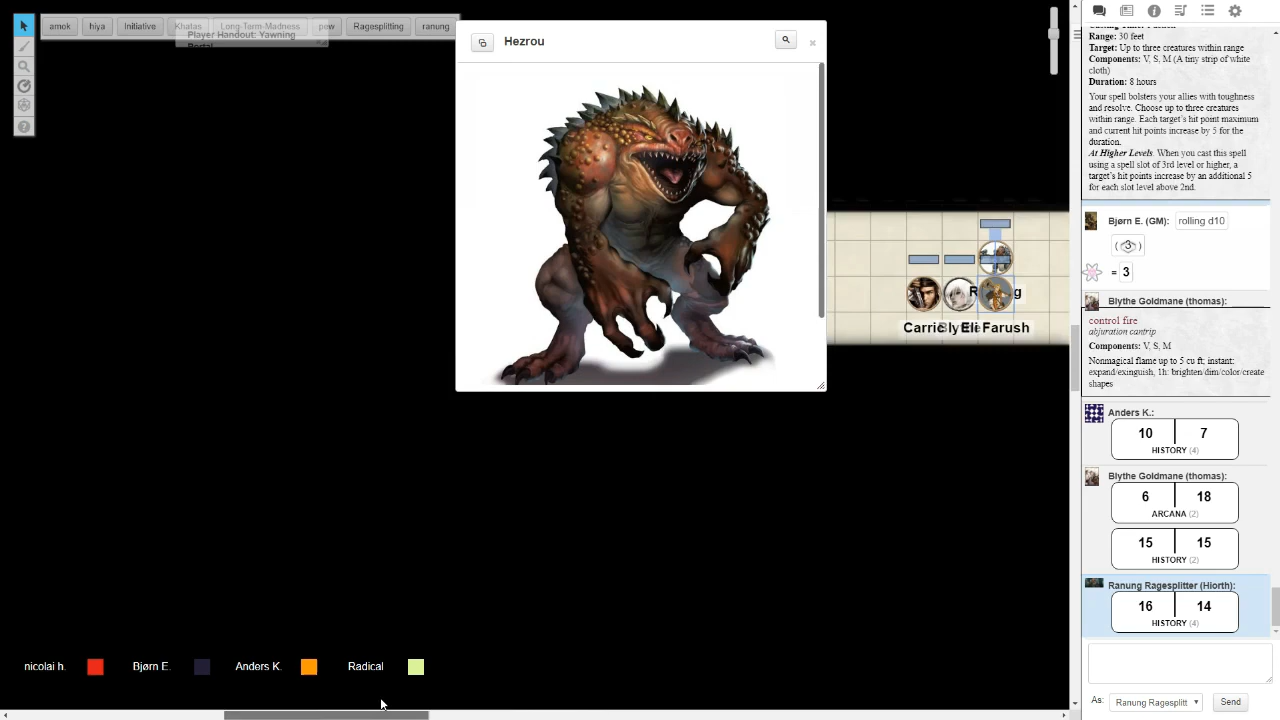 amok
hiya
Initiative
Khatas
Long-Term-Madness
pew
Ragesplitting
ranung
Player Handout: Yawning
Portal
Hezrou
Carric
Eli Farush
nicolai h.
Bjørn E.
Anders K.
Radical
Range: 30 feet
Target: Up to three creatures within range
Components: V, S, M (A tiny strip of white
cloth)
Duration: 8 hours
Your spell bolsters your allies with toughness
and resolve. Choose up to three creatures
within range. Each target's hit point maximum
and current hit points increase by 5 for the
duration.
At Higher Levels. When you cast this spell
using a spell slot of 3rd level or higher, a
target's hit points increase by an additional 5
for each slot level above 2nd.
Bjørn E. (GM): rolling d10
(3)
= 3
Blythe Goldmane (thomas):
control fire
abjuration cantrip
Components: V, S, M
Nonmagical flame up to 5 cu ft; instant:
expand/exinguish, 1h: brighten/dim/color/create
shapes
Anders K.:
10 7
HISTORY (4)
Blythe Goldmane (thomas):
6 18
ARCANA (2)
15 15
HISTORY (2)
Ranung Ragesplitter (Hiorth):
16 14
HISTORY (4)
As: Ranung Ragesplitt Send